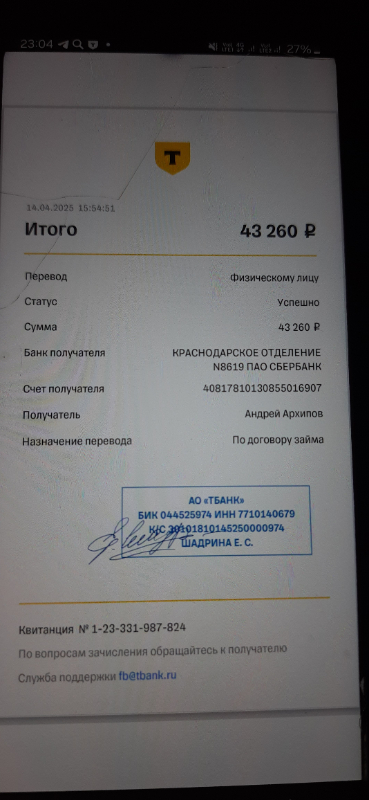 23:04
27%
Т
14.04.2025 15:54:51
Итого 43 260 ₽
Перевод Физическому лицу
Статус Успешно
Сумма 43 260 ₽
Банк получателя КРАСНОДАРСКОЕ ОТДЕЛЕНИЕ
N8619 ПАО СБЕРБАНК
Счет получателя 40817810130855016907
Получатель Андрей Архипов
Назначение перевода По договору займа
АО «ТБАНК»
БИК 044525974 ИНН 7710140679
К/С 30101810145250000974
ШАДРИНА Е. С.
Квитанция № 1-23-331-987-824
По вопросам зачисления обращайтесь к получателю
Служба поддержки fb@tbank.ru